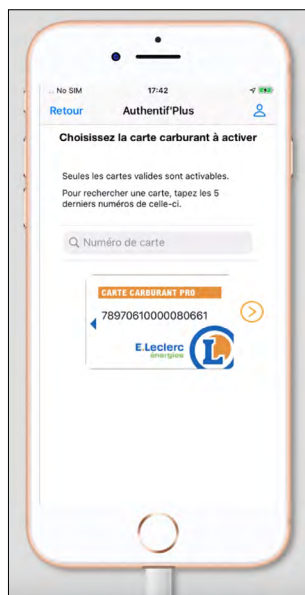 No SIM 17:42
Retour Authentif'Plus
Choisissez la carte carburant à activer
Seules les cartes valides sont activables.
Pour rechercher une carte, tapez les 5
derniers numéros de celle-ci.
Numéro de carte
CARTE CARBURANT PRO
78970610000080661
E.Leclerc
énergies
L